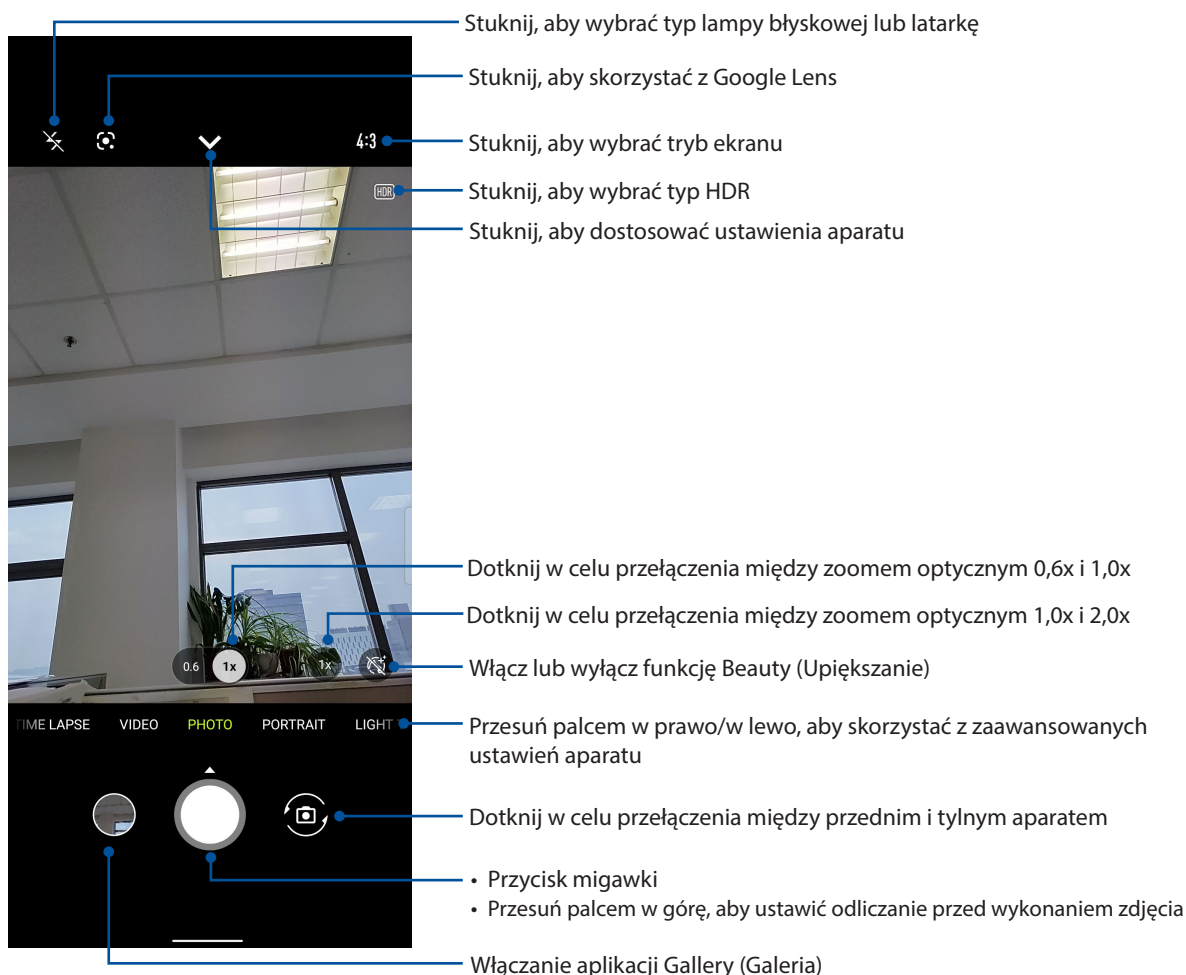 Stuknij, aby wybrać typ lampy błyskowej lub latarkę
Stuknij, aby skorzystać z Google Lens
4:3
Stuknij, aby wybrać tryb ekranu
HDR
Stuknij, aby wybrać typ HDR
Stuknij, aby dostosować ustawienia aparatu
Dotknij w celu przełączenia między zoomem optycznym 0,6x i 1,0x
Dotknij w celu przełączenia między zoomem optycznym 1,0x i 2,0x
0.6 1x 1x
Włącz lub wyłącz funkcję Beauty (Upiększanie)
TIME LAPSE VIDEO PHOTO PORTRAIT LIGHT
Przesuń palcem w prawo/w lewo, aby skorzystać z zaawansowanych
ustawień aparatu
Dotknij w celu przełączenia między przednim i tylnym aparatem
• Przycisk migawki
• Przesuń palcem w górę, aby ustawić odliczanie przed wykonaniem zdjęcia
Włączanie aplikacji Gallery (Galeria)